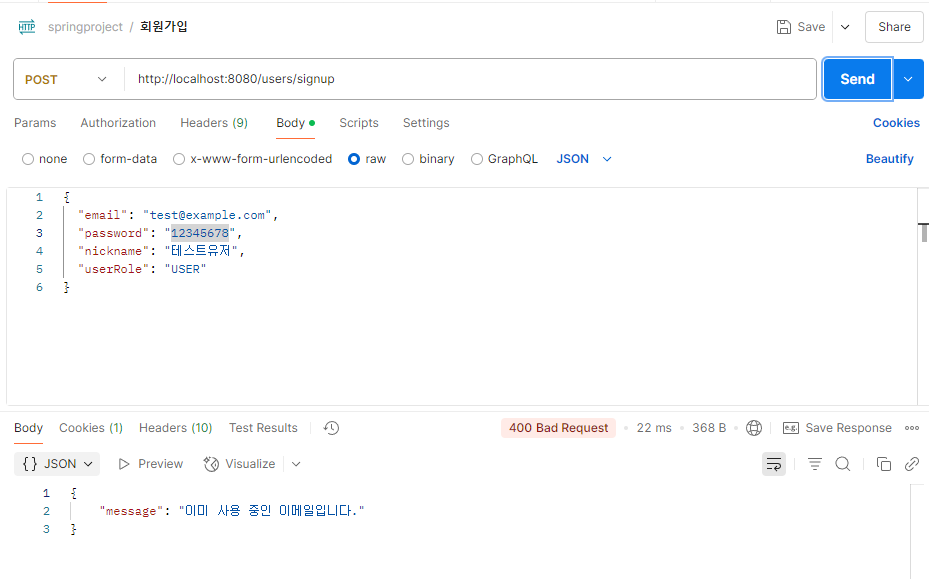 HTTP springproject / 회원가입 Save Share
POST http://localhost:8080/users/signup Send
Params Authorization Headers (9) Body Scripts Settings Cookies
none form-data x-www-form-urlencoded raw binary GraphQL JSON Beautify
1 {
2 "email": "test@example.com",
3 "password": "12345678",
4 "nickname": "테스트유저",
5 "userRole": "USER"
6 }
Body Cookies (1) Headers (10) Test Results 400 Bad Request • 22 ms • 368 B • e.g. Save Response
{} JSON Preview Visualize
1 {
2 "message": "이미 사용 중인 이메일입니다."
3 }